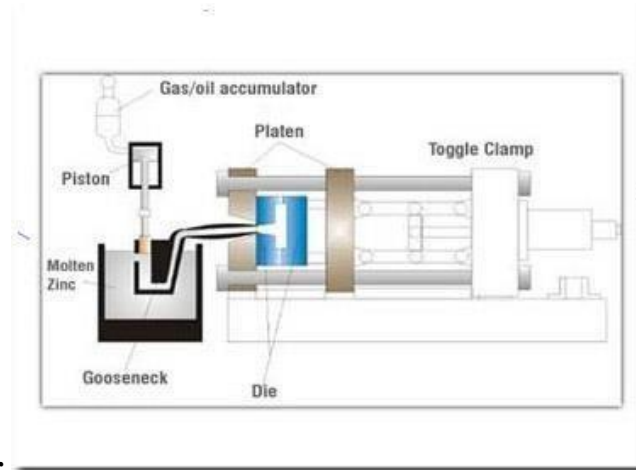 Gas/oil accumulator
Platen
Toggle Clamp
Piston
Molten
Zinc
Gooseneck
Die